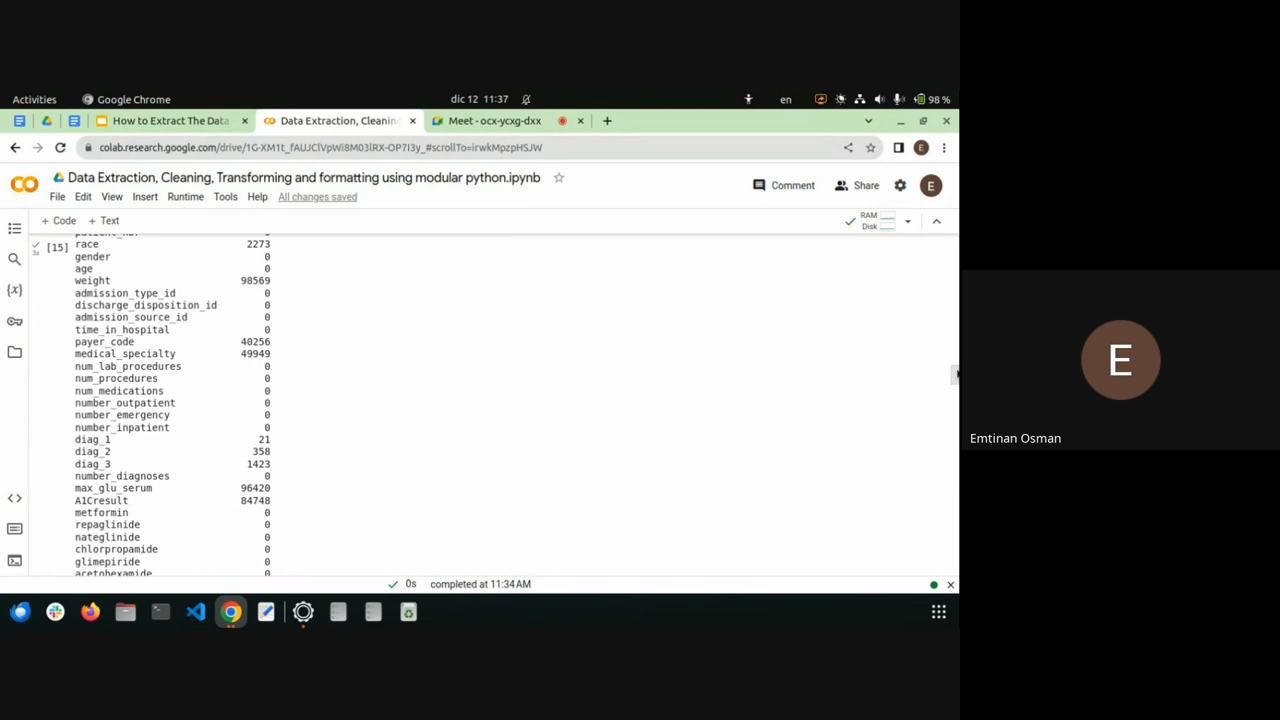 Activities Google Chrome dic 12 11:37 en 98 %
How to Extract The Data Data Extraction, Cleaning Meet - ocx-ycxg-dxx
colab.research.google.com/drive/1G-XM1t_fAUJClVpWi8M03lRX-OP7I3y_#scrollTo=irwkMpzpHSJW E
Data Extraction, Cleaning, Transforming and formatting using modular python.ipynb Comment Share E
File Edit View Insert Runtime Tools Help All changes saved
+ Code + Text RAM
Disk
[15] race 2273
3s
gender 0
age 0
weight 98569
admission_type_id 0
discharge_disposition_id 0
admission_source_id 0
time_in_hospital 0
payer_code 40256
medical_specialty 49949
num_lab_procedures 0
num_procedures 0
num_medications 0
number_outpatient 0
number_emergency 0
number_inpatient 0
diag_1 21
diag_2 358
diag_3 1423
number_diagnoses 0
max_glu_serum 96420
A1Cresult 84748
metformin 0
repaglinide 0
nateglinide 0
chlorpropamide 0
glimepiride 0
acetohexamide 0
0s completed at 11:34 AM
E
Emtinan Osman